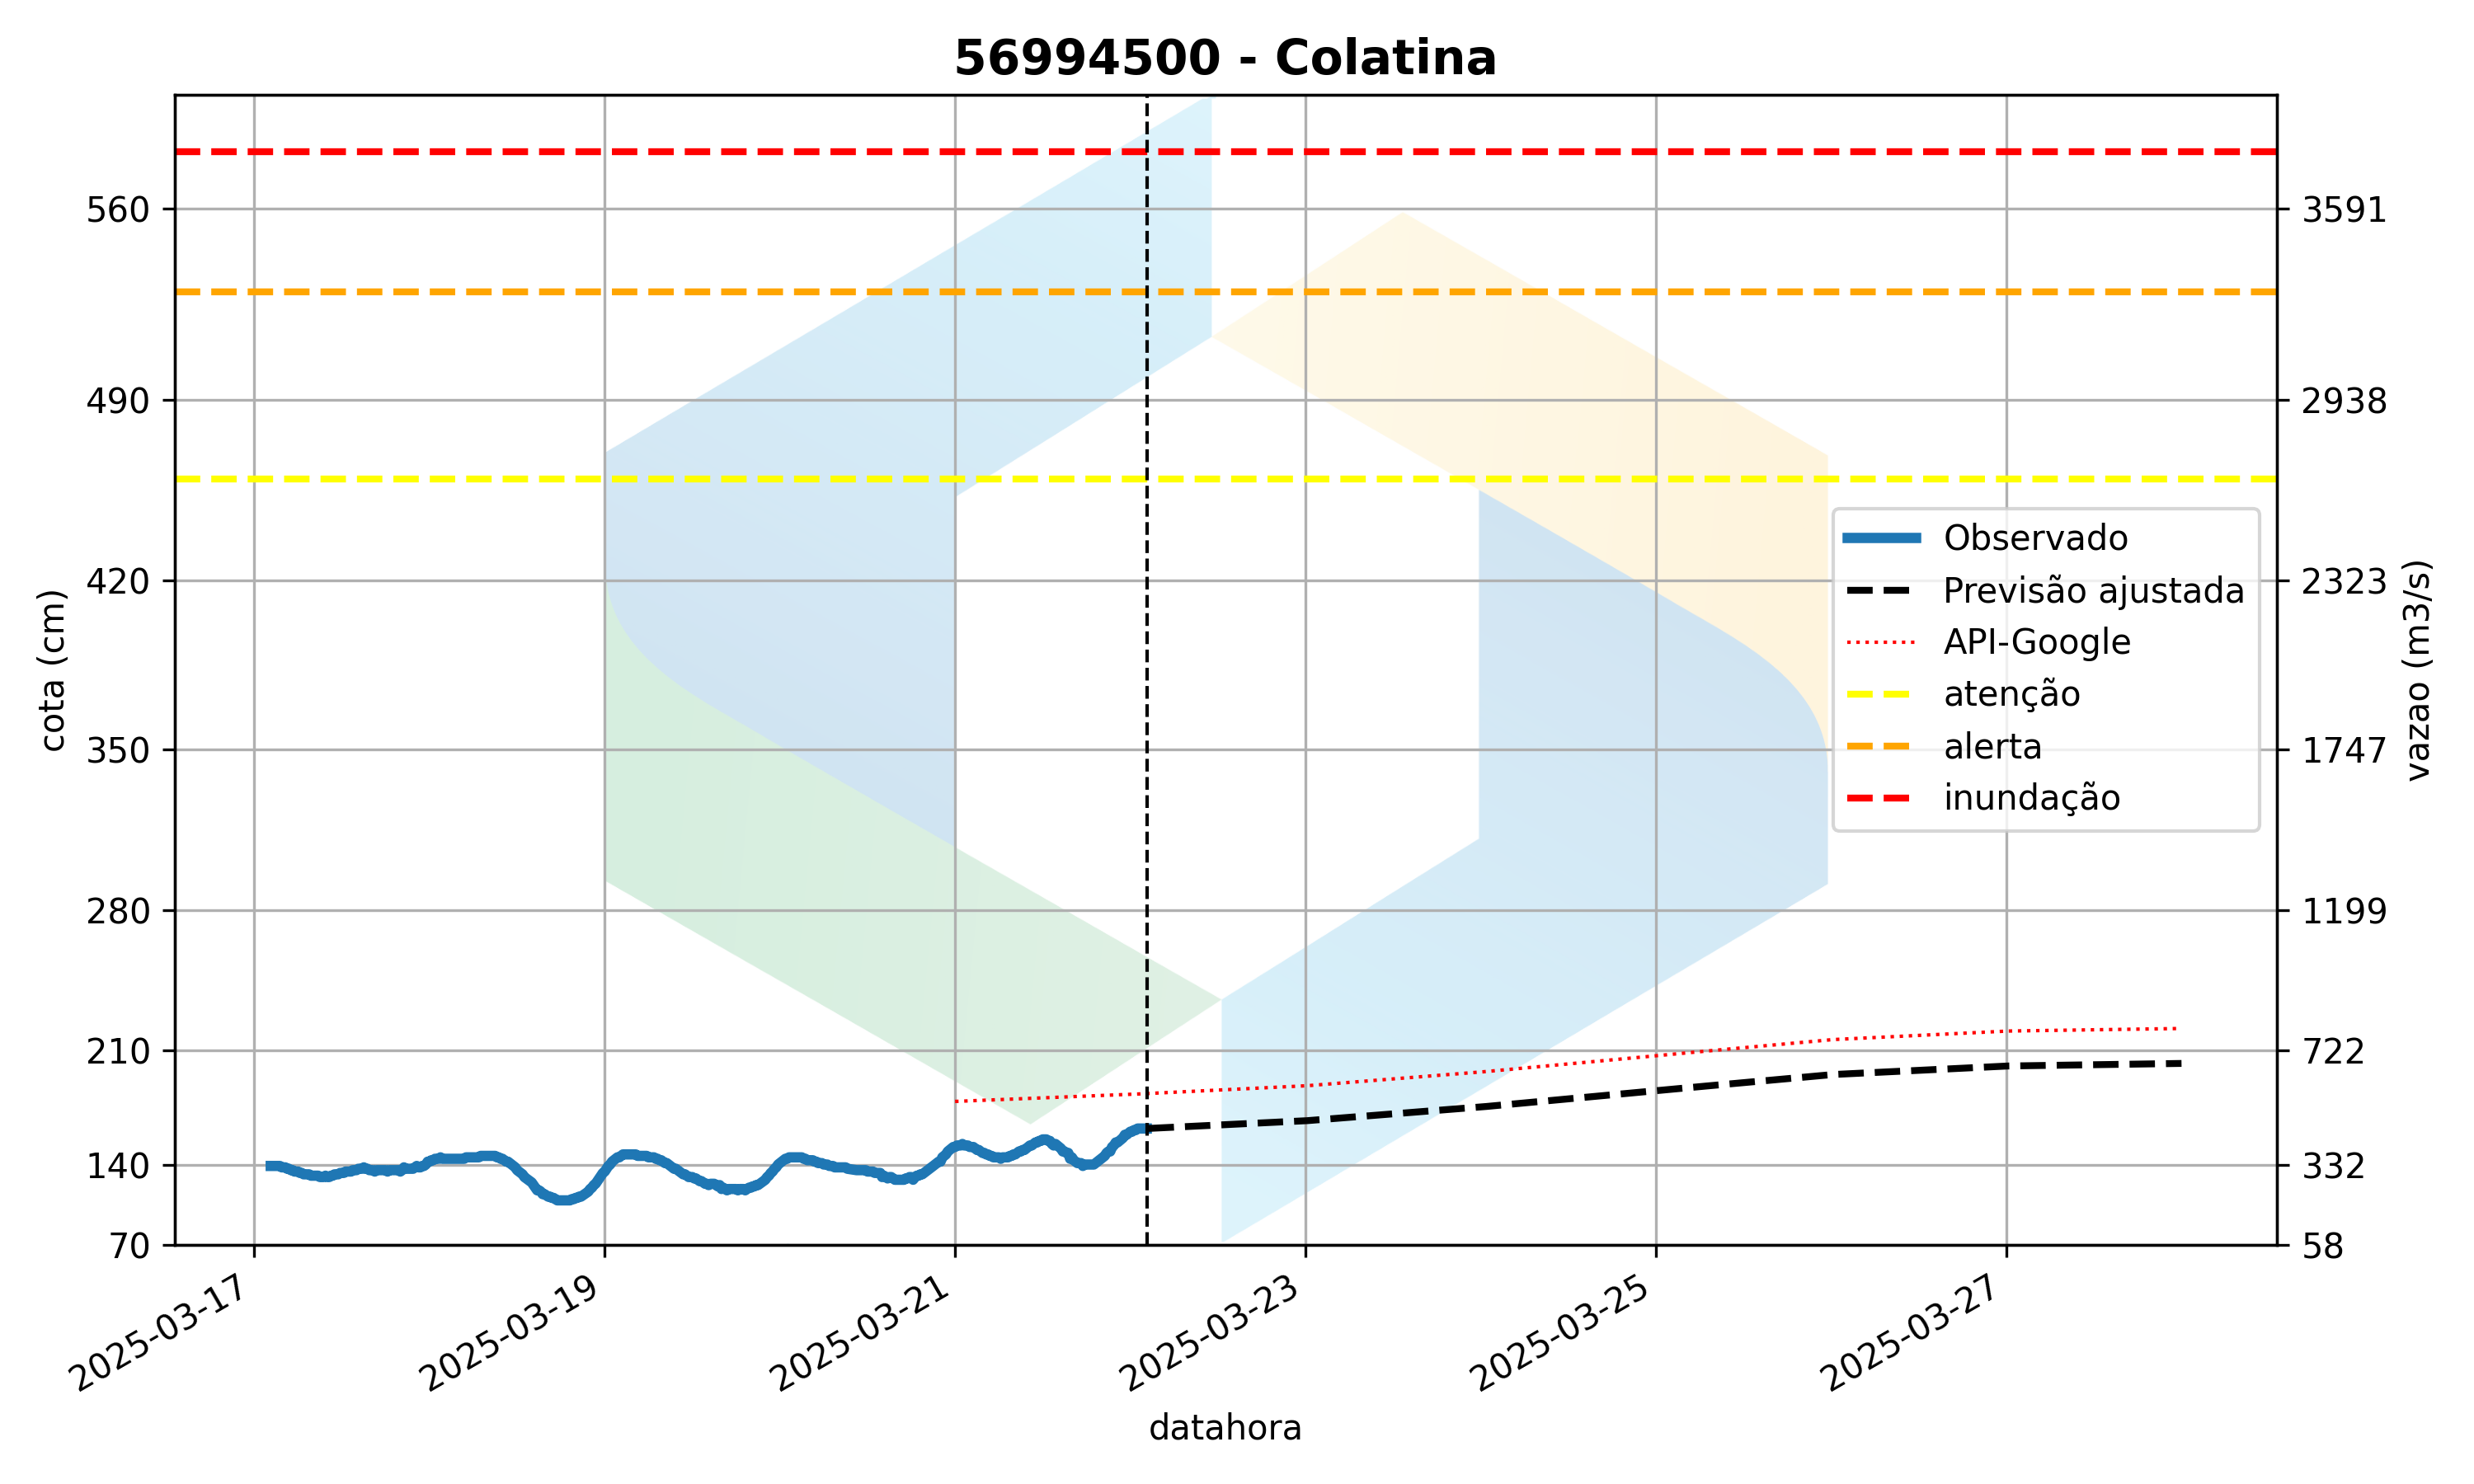 56994500 - Colatina
560
490
420
350
280
210
140
70
cota (cm)
3591
2938
2323
1747
1199
722
332
58
vazao (m3/s)
Observado
Previsão ajustada
API-Google
atenção
alerta
inundação
2025-03-17
2025-03-19
2025-03-21
2025-03-23
2025-03-25
2025-03-27
datahora